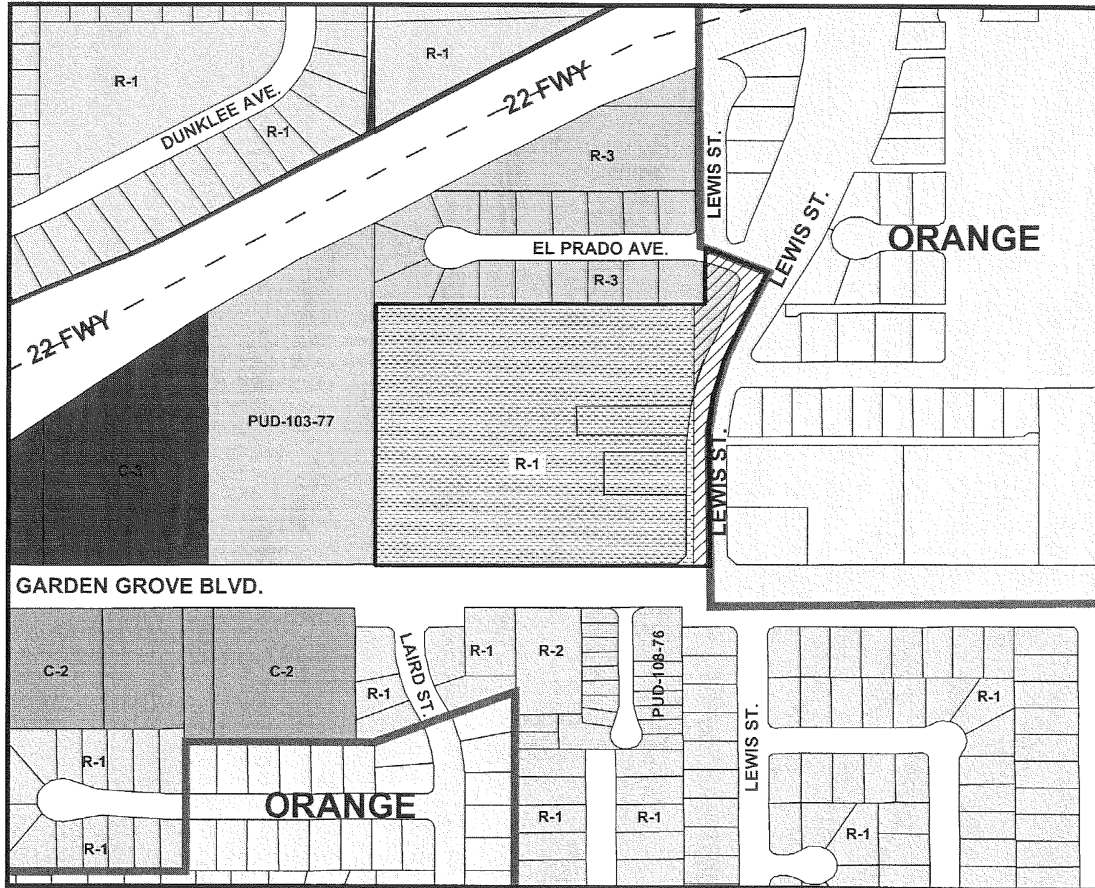 R-1
R-1
22 FWY
DUNKLEE AVE.
R-1
R-3
LEWIS ST.
LEWIS ST.
ORANGE
EL PRADO AVE.
R-3
22 FWY
PUD-103-77
C-3
R-1
LEWIS ST.
GARDEN GROVE BLVD.
C-2
C-2
R-1
LAIRD ST.
R-1
R-2
PUD-108-76
LEWIS ST.
R-1
R-1
ORANGE
R-1
R-1
R-1
R-1